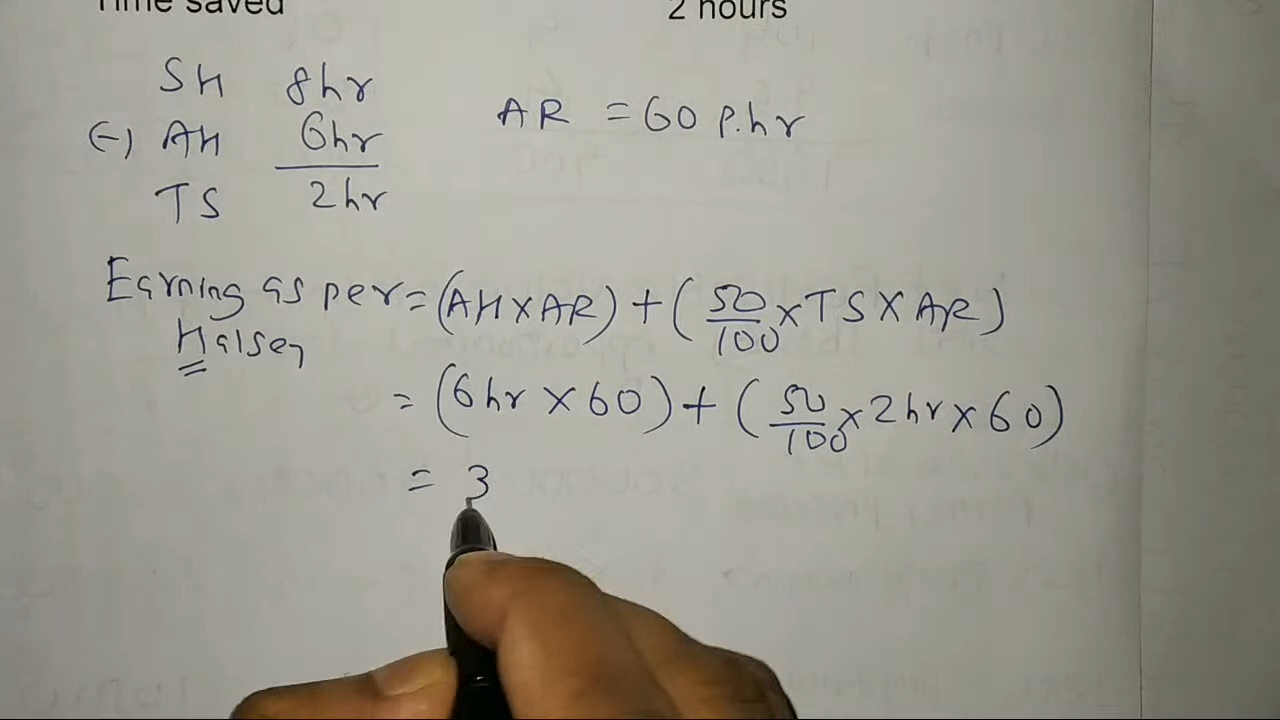 Time saved 2 hours
SH 8hr
(-) AH 6hr AR = 60 p.hr
TS 2hr
Earning as per = (AH X AR) + (50/100 x TS X AR)
Halsey
= (6hr X 60) + (50/100 x 2hr x 60)
= 3